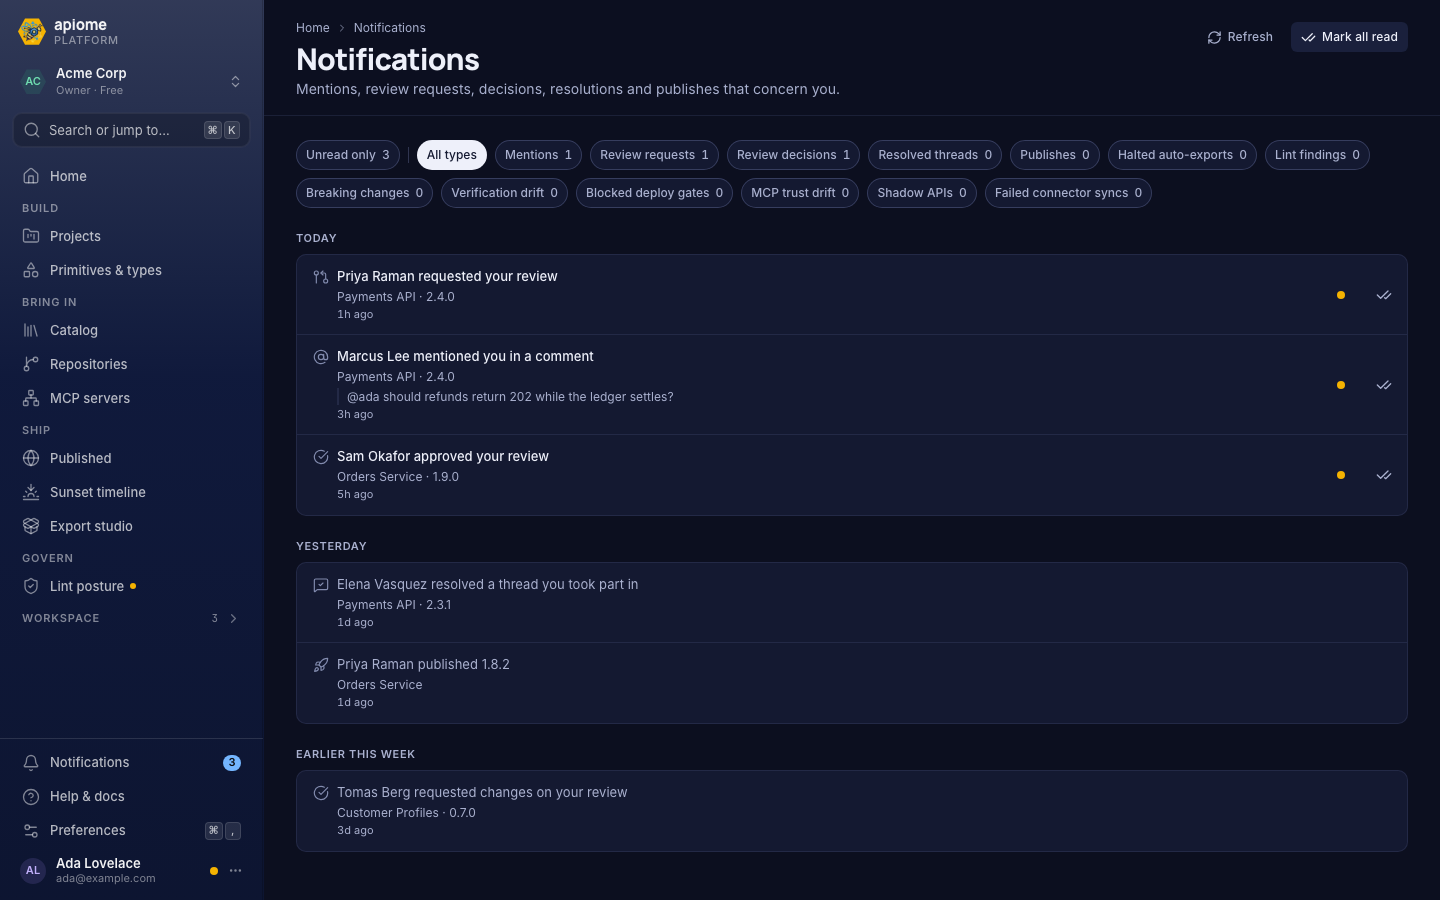 apiome
PLATFORM
AC
Acme Corp
Owner · Free
Search or jump to...
⌘ K
Home
BUILD
Projects
Primitives & types
BRING IN
Catalog
Repositories
MCP servers
SHIP
Published
Sunset timeline
Export studio
GOVERN
Lint posture
WORKSPACE 3
Notifications 3
Help & docs
Preferences ⌘ ,
AL
Ada Lovelace
ada@example.com
Home > Notifications
Notifications
Mentions, review requests, decisions, resolutions and publishes that concern you.
Refresh
Mark all read
Unread only 3 All types Mentions 1 Review requests 1 Review decisions 1 Resolved threads 0 Publishes 0 Halted auto-exports 0 Lint findings 0
Breaking changes 0 Verification drift 0 Blocked deploy gates 0 MCP trust drift 0 Shadow APIs 0 Failed connector syncs 0
TODAY
Priya Raman requested your review
Payments API · 2.4.0
1h ago
Marcus Lee mentioned you in a comment
Payments API · 2.4.0
@ada should refunds return 202 while the ledger settles?
3h ago
Sam Okafor approved your review
Orders Service · 1.9.0
5h ago
YESTERDAY
Elena Vasquez resolved a thread you took part in
Payments API · 2.3.1
1d ago
Priya Raman published 1.8.2
Orders Service
1d ago
EARLIER THIS WEEK
Tomas Berg requested changes on your review
Customer Profiles · 0.7.0
3d ago